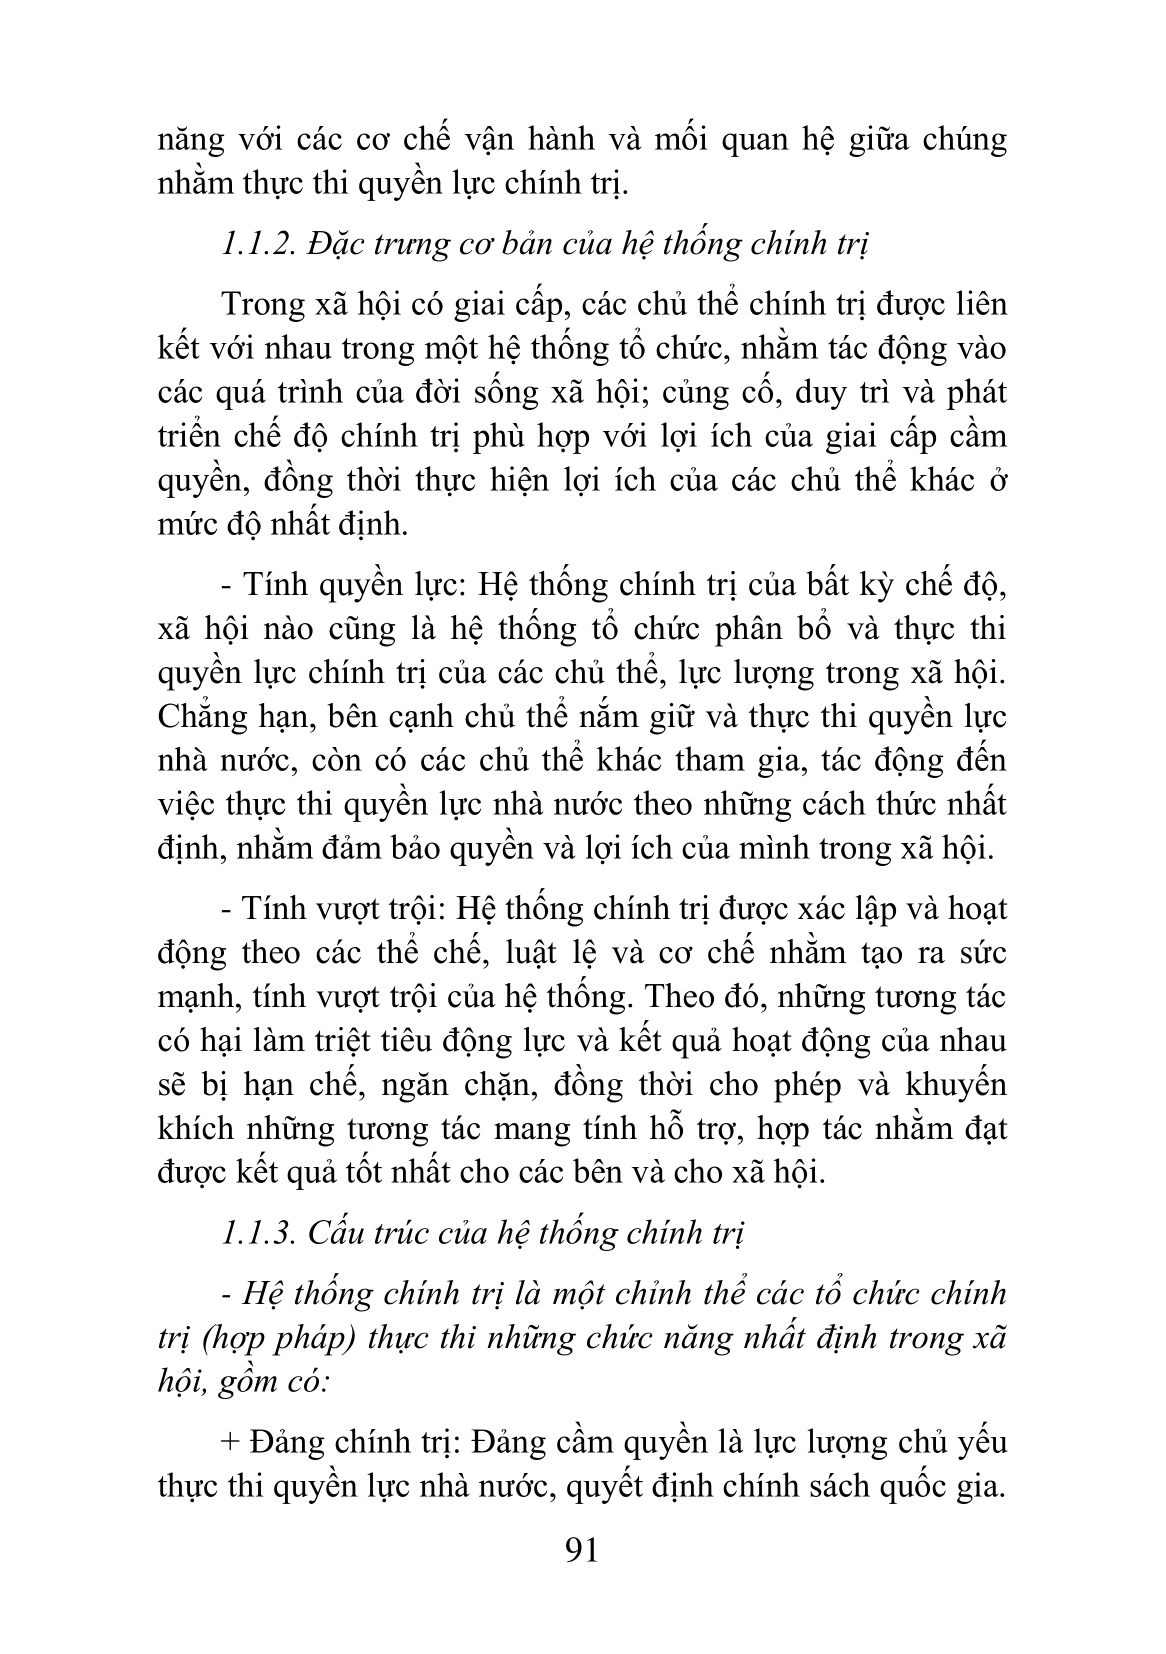 năng với các cơ chế vận hành và mối quan hệ giữa chúng
nhằm thực thi quyền lực chính trị.
1.1.2. Đặc trưng cơ bản của hệ thống chính trị
Trong xã hội có giai cấp, các chủ thể chính trị được liên
kết với nhau trong một hệ thống tổ chức, nhằm tác động vào
các quá trình của đời sống xã hội; củng cố, duy trì và phát
triển chế độ chính trị phù hợp với lợi ích của giai cấp cầm
quyền, đồng thời thực hiện lợi ích của các chủ thể khác ở
mức độ nhất định.
- Tính quyền lực: Hệ thống chính trị của bất kỳ chế độ,
xã hội nào cũng là hệ thống tổ chức phân bổ và thực thi
quyền lực chính trị của các chủ thể, lực lượng trong xã hội.
Chẳng hạn, bên cạnh chủ thể nắm giữ và thực thi quyền lực
nhà nước, còn có các chủ thể khác tham gia, tác động đến
việc thực thi quyền lực nhà nước theo những cách thức nhất
định, nhằm đảm bảo quyền và lợi ích của mình trong xã hội.
- Tính vượt trội: Hệ thống chính trị được xác lập và hoạt
động theo các thể chế, luật lệ và cơ chế nhằm tạo ra sức
mạnh, tính vượt trội của hệ thống. Theo đó, những tương tác
có hại làm triệt tiêu động lực và kết quả hoạt động của nhau
sẽ bị hạn chế, ngăn chặn, đồng thời cho phép và khuyến
khích những tương tác mang tính hỗ trợ, hợp tác nhằm đạt
được kết quả tốt nhất cho các bên và cho xã hội.
1.1.3. Cấu trúc của hệ thống chính trị
- Hệ thống chính trị là một chỉnh thể các tổ chức chính
trị (hợp pháp) thực thi những chức năng nhất định trong xã
hội, gồm có:
+ Đảng chính trị: Đảng cầm quyền là lực lượng chủ yếu
thực thi quyền lực nhà nước, quyết định chính sách quốc gia.
91